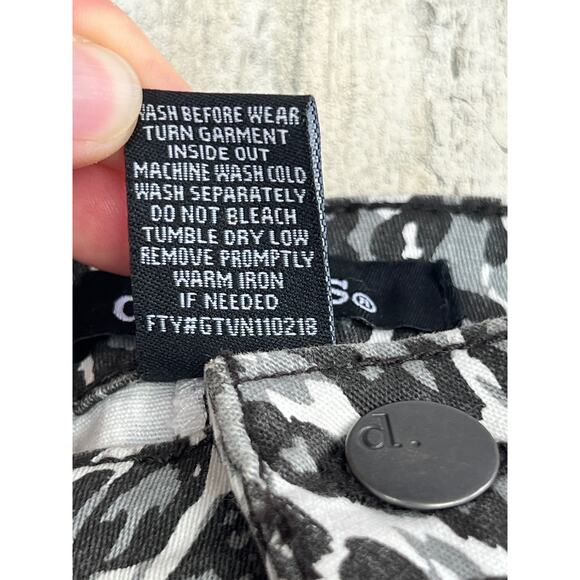 WASH BEFORE WEAR
TURN GARMENT
INSIDE OUT
MACHINE WASH COLD
WASH SEPARATELY
DO NOT BLEACH
TUMBLE DRY LOW
REMOVE PROMPTLY
WARM IRON
IF NEEDED
FTY#GTVN110218
S®
d.